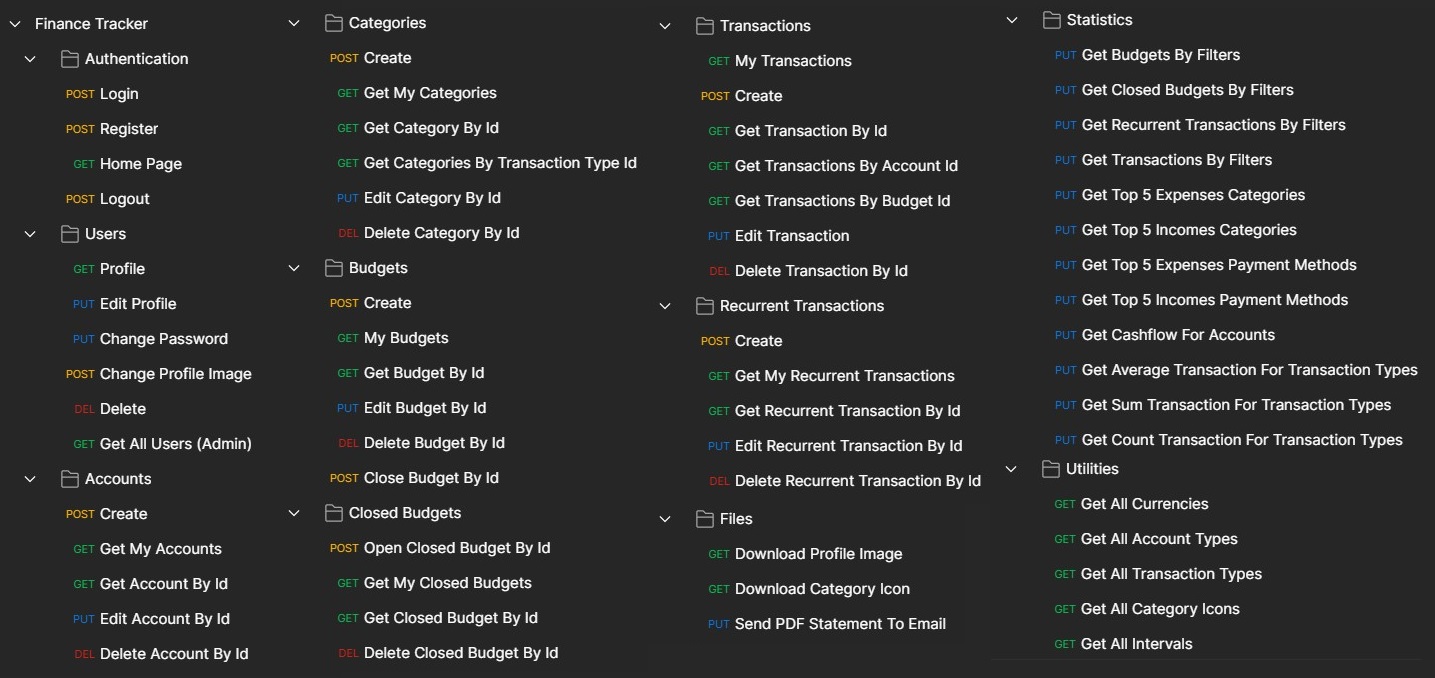 Finance Tracker
Authentication
POST Login
POST Register
GET Home Page
POST Logout
Users
GET Profile
PUT Edit Profile
PUT Change Password
POST Change Profile Image
DEL Delete
GET Get All Users (Admin)
Accounts
POST Create
GET Get My Accounts
GET Get Account By Id
PUT Edit Account By Id
DEL Delete Account By Id
Categories
POST Create
GET Get My Categories
GET Get Category By Id
GET Get Categories By Transaction Type Id
PUT Edit Category By Id
DEL Delete Category By Id
Budgets
POST Create
GET My Budgets
GET Get Budget By Id
PUT Edit Budget By Id
DEL Delete Budget By Id
POST Close Budget By Id
Closed Budgets
POST Open Closed Budget By Id
GET Get My Closed Budgets
GET Get Closed Budget By Id
DEL Delete Closed Budget By Id
Transactions
GET My Transactions
POST Create
GET Get Transaction By Id
GET Get Transactions By Account Id
GET Get Transactions By Budget Id
PUT Edit Transaction
DEL Delete Transaction By Id
Recurrent Transactions
POST Create
GET Get My Recurrent Transactions
GET Get Recurrent Transaction By Id
PUT Edit Recurrent Transaction By Id
DEL Delete Recurrent Transaction By Id
Files
GET Download Profile Image
GET Download Category Icon
PUT Send PDF Statement To Email
Statistics
PUT Get Budgets By Filters
PUT Get Closed Budgets By Filters
PUT Get Recurrent Transactions By Filters
PUT Get Transactions By Filters
PUT Get Top 5 Expenses Categories
PUT Get Top 5 Incomes Categories
PUT Get Top 5 Expenses Payment Methods
PUT Get Top 5 Incomes Payment Methods
PUT Get Cashflow For Accounts
PUT Get Average Transaction For Transaction Types
PUT Get Sum Transaction For Transaction Types
PUT Get Count Transaction For Transaction Types
Utilities
GET Get All Currencies
GET Get All Account Types
GET Get All Transaction Types
GET Get All Category Icons
GET Get All Intervals